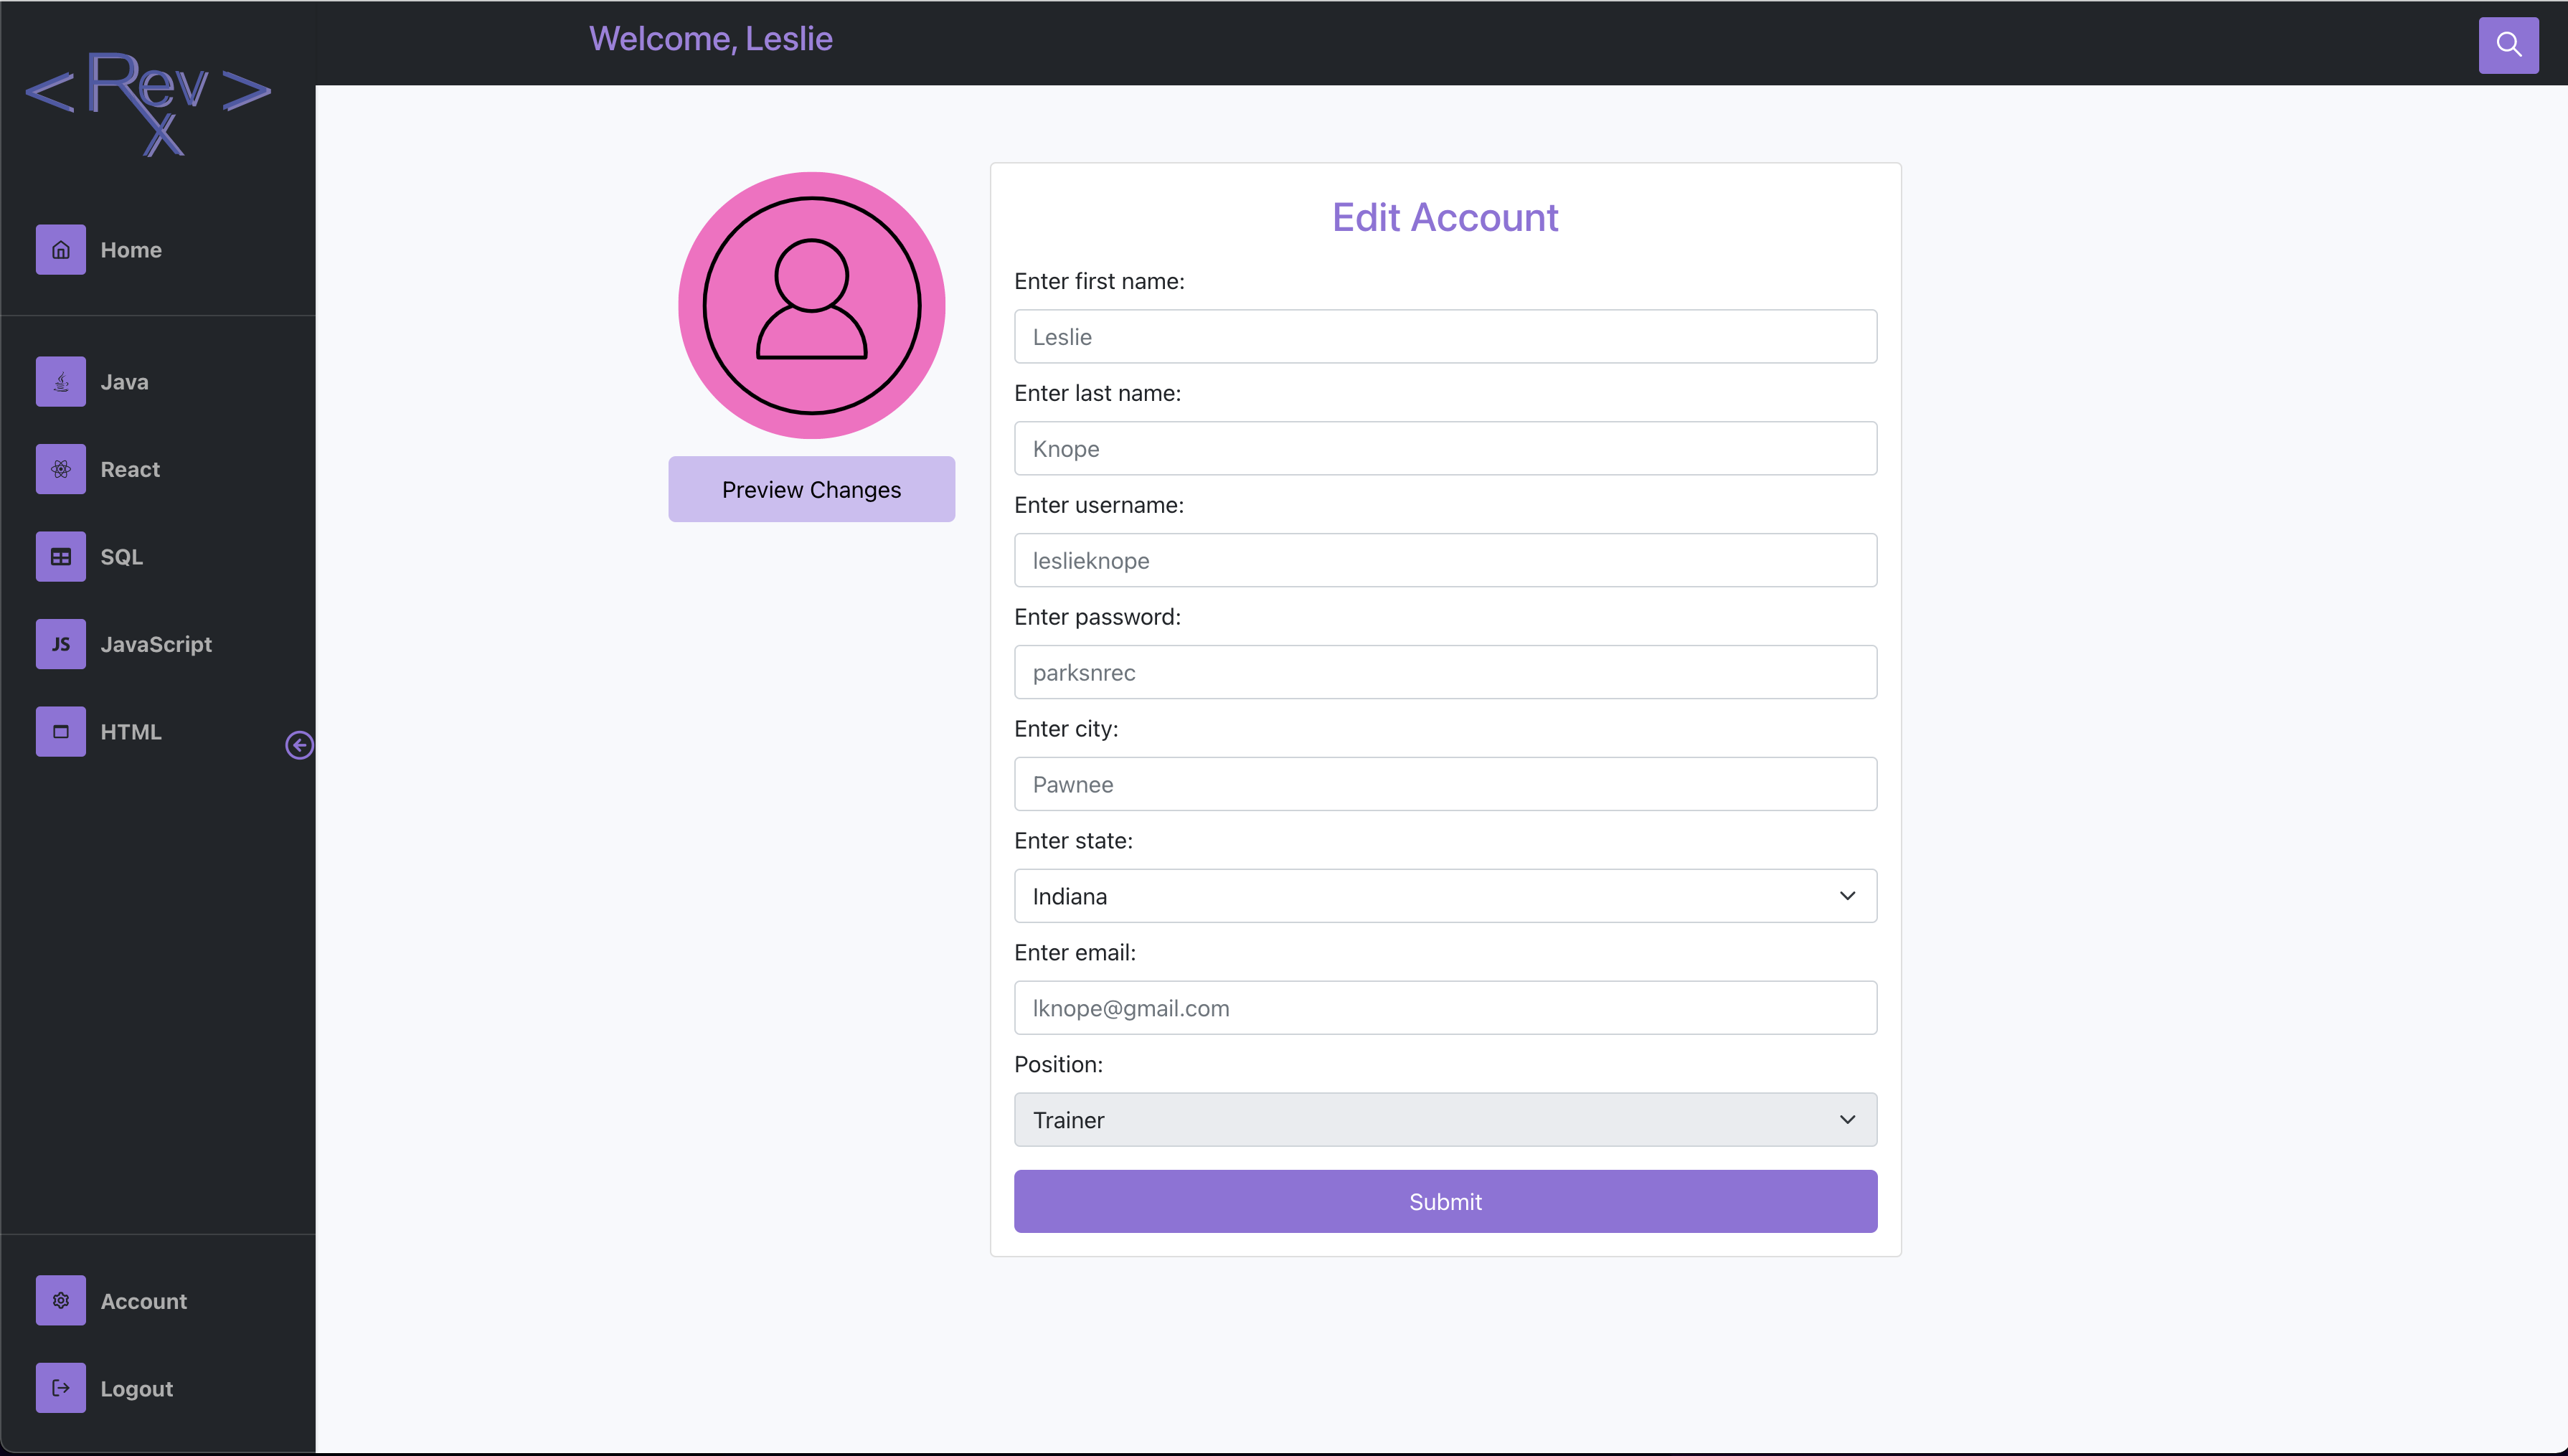 <Rev>
x
Home
Java
React
SQL
JS JavaScript
HTML
Account
Logout
Welcome, Leslie
Preview Changes
Edit Account
Enter first name:
Leslie
Enter last name:
Knope
Enter username:
leslieknope
Enter password:
parksnrec
Enter city:
Pawnee
Enter state:
Indiana
Enter email:
lknope@gmail.com
Position:
Trainer
Submit